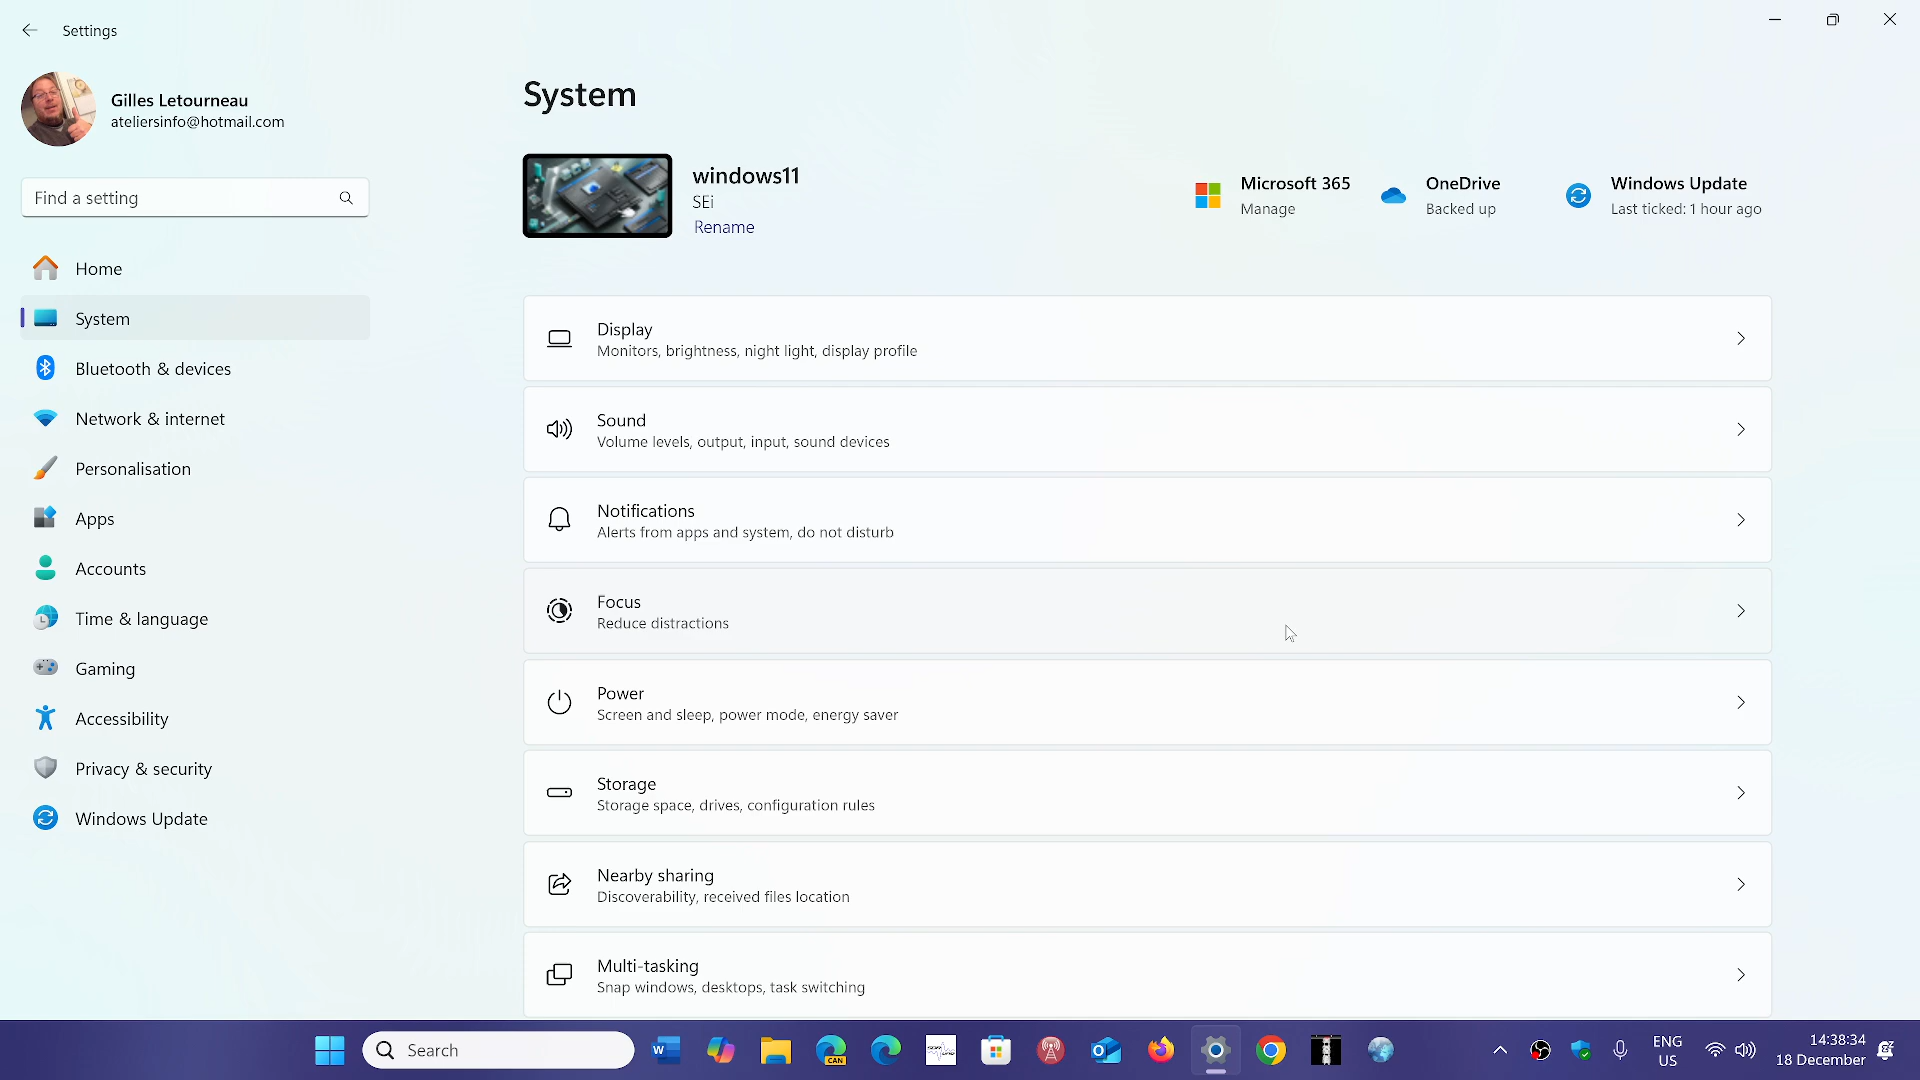 Settings
Gilles Letourneau
ateliersinfo@hotmail.com
Find a setting
Home
System
Bluetooth & devices
Network & internet
Personalisation
Apps
Accounts
Time & language
Gaming
Accessibility
Privacy & security
Windows Update
System
windows11
SEi
Rename
Microsoft 365
Manage
OneDrive
Backed up
Windows Update
Last ticked: 1 hour ago
Display
Monitors, brightness, night light, display profile
Sound
Volume levels, output, input, sound devices
Notifications
Alerts from apps and system, do not disturb
Focus
Reduce distractions
Power
Screen and sleep, power mode, energy saver
Storage
Storage space, drives, configuration rules
Nearby sharing
Discoverability, received files location
Multi-tasking
Snap windows, desktops, task switching
Search
W
CAN
ENG
US
14:38:34
18 December